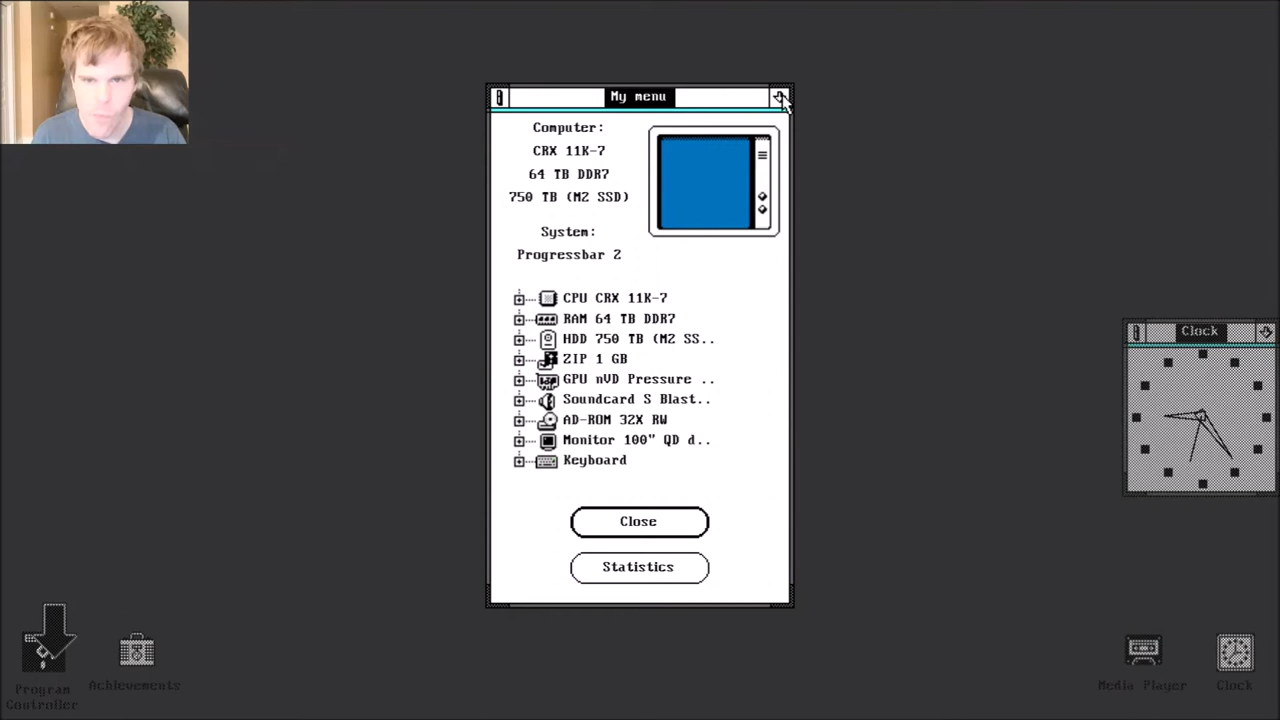 My menu
Computer:
CRX 11K-7
64 TB DDR7
750 TB (M2 SSD)
System:
Progressbar 2
CPU CRX 11K-7
RAM 64 TB DDR7
HDD 750 TB (M2 SS..
ZIP 1 GB
GPU nVD Pressure ..
Soundcard S Blast..
AD-ROM 32X RW
Monitor 100" QD d..
Keyboard
Close
Statistics
Clock
Program
Controller
Achievements
Media Player
Clock